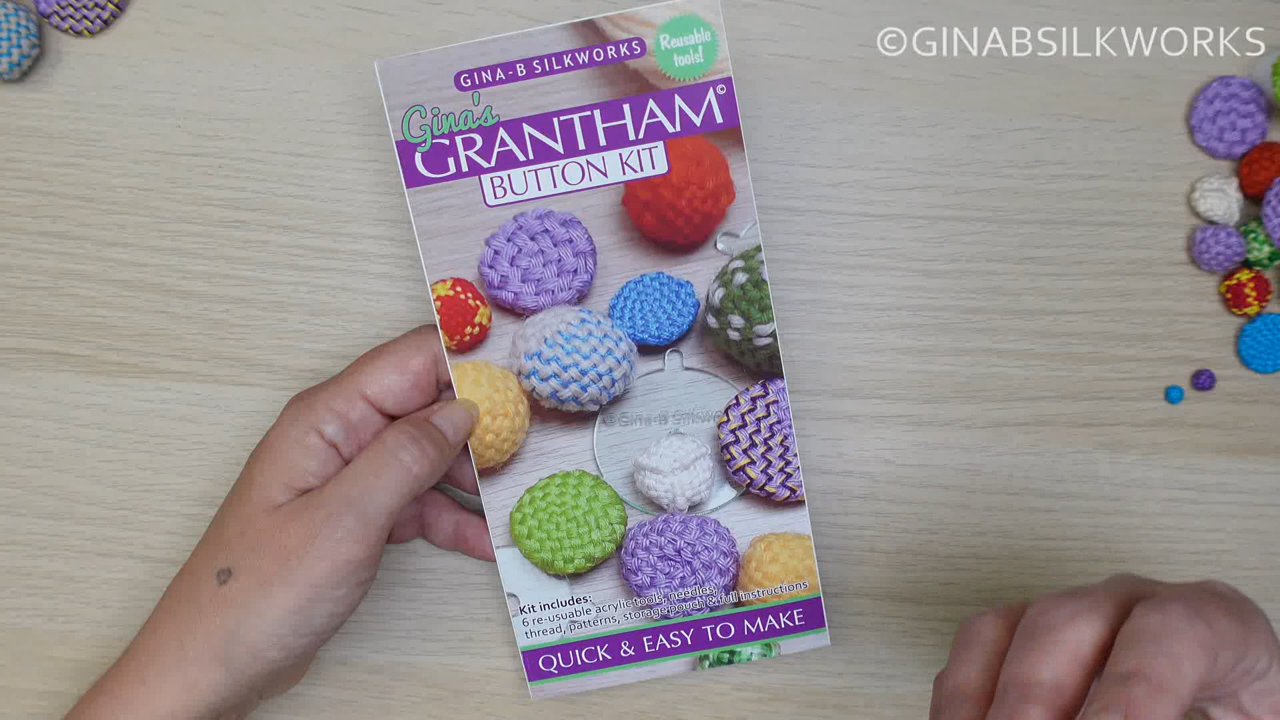 ©GINABSILKWORKS
GINA-B SILKWORKS
Reusable
tools!
Gina's
GRANTHAM©
BUTTON KIT
©Gina-B Silkwo
Kit includes:
6 re-usable acrylic tools, needles,
thread, patterns, storage pouch & full instructions
QUICK & EASY TO MAKE